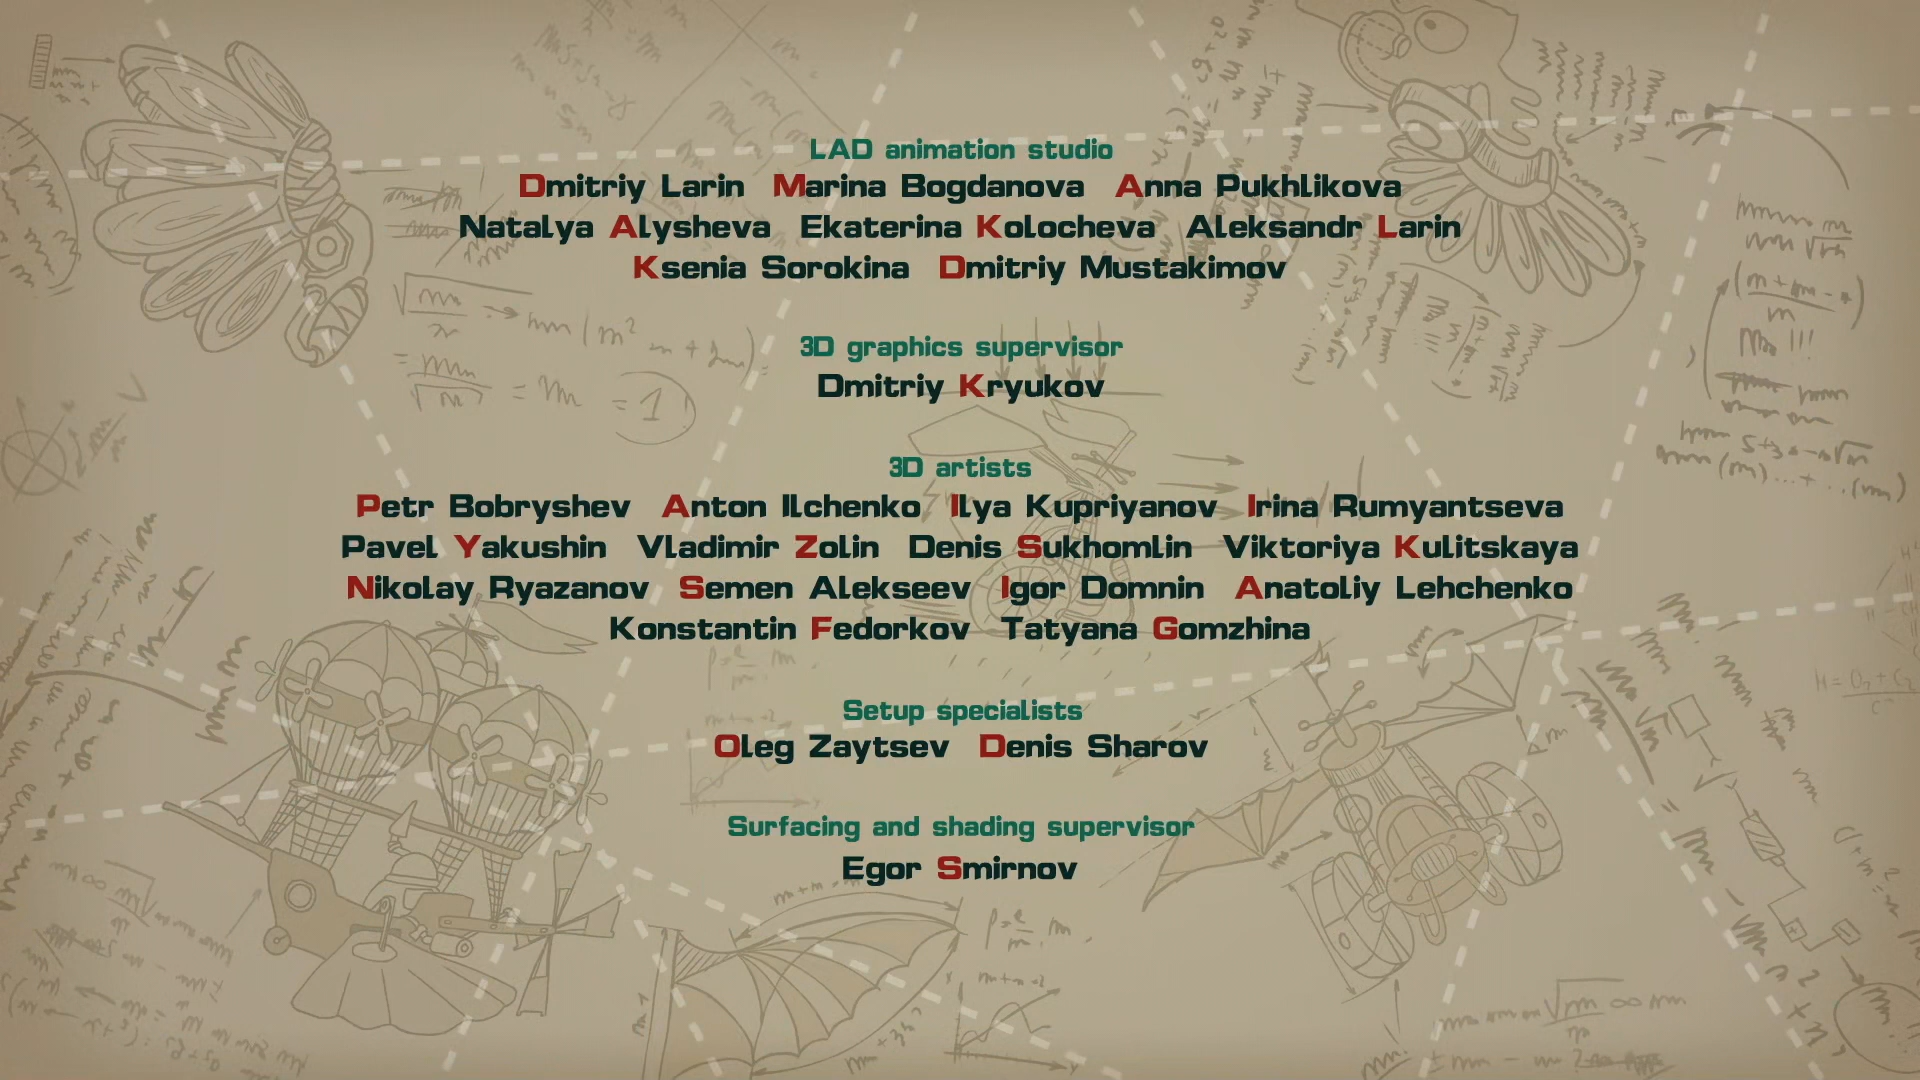 LAD animation studio
Dmitriy Larin Marina Bogdanova Anna Pukhlikova
Natalya Alysheva Ekaterina Kolocheva Aleksandr Larin
Ksenia Sorokina Dmitriy Mustakimov
3D graphics supervisor
Dmitriy Kryukov
3D artists
Petr Bobryshev Anton Ilchenko Ilya Kupriyanov Irina Rumyantseva
Pavel Yakushin Vladimir Zolin Denis Sukhomlin Viktoriya Kulitskaya
Nikolay Ryazanov Semen Alekseev Igor Domnin Anatoliy Lehchenko
Konstantin Fedorkov Tatyana Gomzhina
Setup specialists
Oleg Zaytsev Denis Sharov
Surfacing and shading supervisor
Egor Smirnov